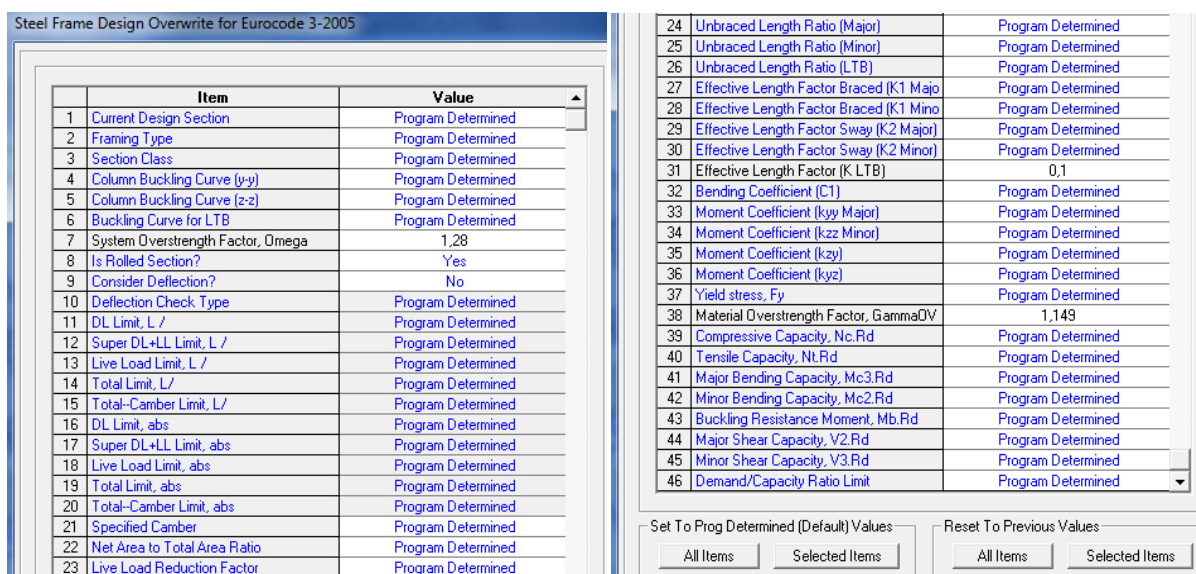 Steel Frame Design Overwrite for Eurocode 3-2005
Item Value
1 Current Design Section Program Determined
2 Framing Type Program Determined
3 Section Class Program Determined
4 Column Buckling Curve (y-y) Program Determined
5 Column Buckling Curve (z-z) Program Determined
6 Buckling Curve for LTB Program Determined
7 System Overstrength Factor, Omega 1,28
8 Is Rolled Section? Yes
9 Consider Deflection? No
10 Deflection Check Type Program Determined
11 DL Limit, L / Program Determined
12 Super DL+LL Limit, L / Program Determined
13 Live Load Limit, L / Program Determined
14 Total Limit, L/ Program Determined
15 Total--Camber Limit, L/ Program Determined
16 DL Limit, abs Program Determined
17 Super DL+LL Limit, abs Program Determined
18 Live Load Limit, abs Program Determined
19 Total Limit, abs Program Determined
20 Total--Camber Limit, abs Program Determined
21 Specified Camber Program Determined
22 Net Area to Total Area Ratio Program Determined
23 Live Load Reduction Factor Program Determined
24 Unbraced Length Ratio (Major) Program Determined
25 Unbraced Length Ratio (Minor) Program Determined
26 Unbraced Length Ratio (LTB) Program Determined
27 Effective Length Factor Braced (K1 Majo Program Determined
28 Effective Length Factor Braced (K1 Mino Program Determined
29 Effective Length Factor Sway (K2 Major) Program Determined
30 Effective Length Factor Sway (K2 Minor) Program Determined
31 Effective Length Factor (K LTB) 0,1
32 Bending Coefficient (C1) Program Determined
33 Moment Coefficient (kyy Major) Program Determined
34 Moment Coefficient (kzz Minor) Program Determined
35 Moment Coefficient (kzy) Program Determined
36 Moment Coefficient (kyz) Program Determined
37 Yield stress, Fy Program Determined
38 Material Overstrength Factor, GammaOV 1,149
39 Compressive Capacity, Nc.Rd Program Determined
40 Tensile Capacity, Nt.Rd Program Determined
41 Major Bending Capacity, Mc3.Rd Program Determined
42 Minor Bending Capacity, Mc2.Rd Program Determined
43 Buckling Resistance Moment, Mb.Rd Program Determined
44 Major Shear Capacity, V2.Rd Program Determined
45 Minor Shear Capacity, V3.Rd Program Determined
46 Demand/Capacity Ratio Limit Program Determined
Set To Prog Determined (Default) Values Reset To Previous Values
All Items Selected Items All Items Selected Items